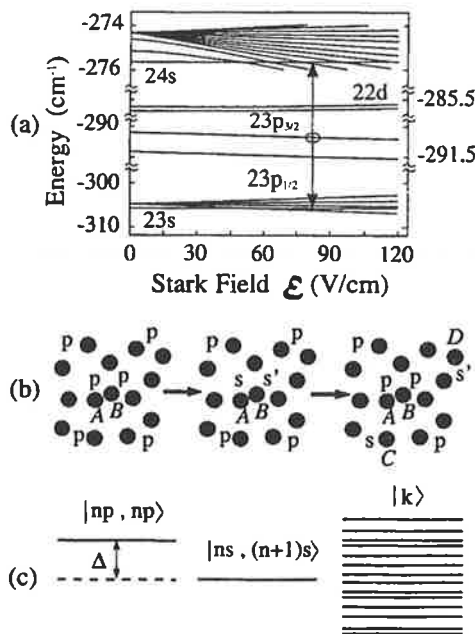 -274
-276
24s
22d
-285.5
(a)
Energy (cm⁻¹)
-290
23p₃/₂
-291.5
-300
23p₁/₂
23s
-310
0 30 60 90 120
Stark Field ε (V/cm)
(b)
p p p p A B p p
p p s s' A B p p
p p p p A B D s' s C p
|np , np⟩ |ns , (n+1)s⟩ |k⟩
(c) Δ